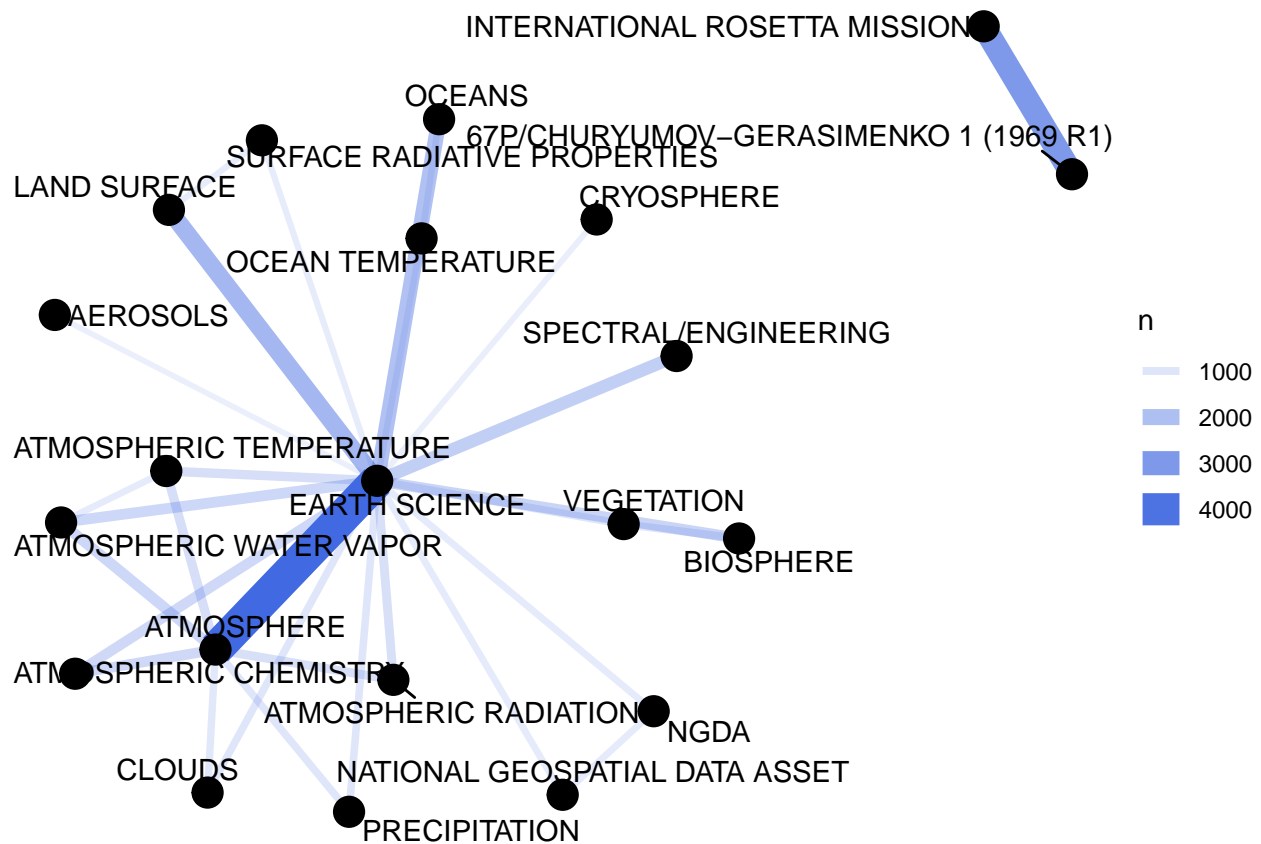 INTERNATIONAL ROSETTA MISSION
OCEANS
67P/CHURYUMOV−GERASIMENKO 1 (1969 R1)
SURFACE RADIATIVE PROPERTIES
LAND SURFACE
CRYOSPHERE
OCEAN TEMPERATURE
AEROSOLS
SPECTRAL/ENGINEERING
n
1000
2000
3000
4000
ATMOSPHERIC TEMPERATURE
EARTH SCIENCE
VEGETATION
ATMOSPHERIC WATER VAPOR
BIOSPHERE
ATMOSPHERE
ATMOSPHERIC CHEMISTRY
ATMOSPHERIC RADIATION
NGDA
CLOUDS
NATIONAL GEOSPATIAL DATA ASSET
PRECIPITATION